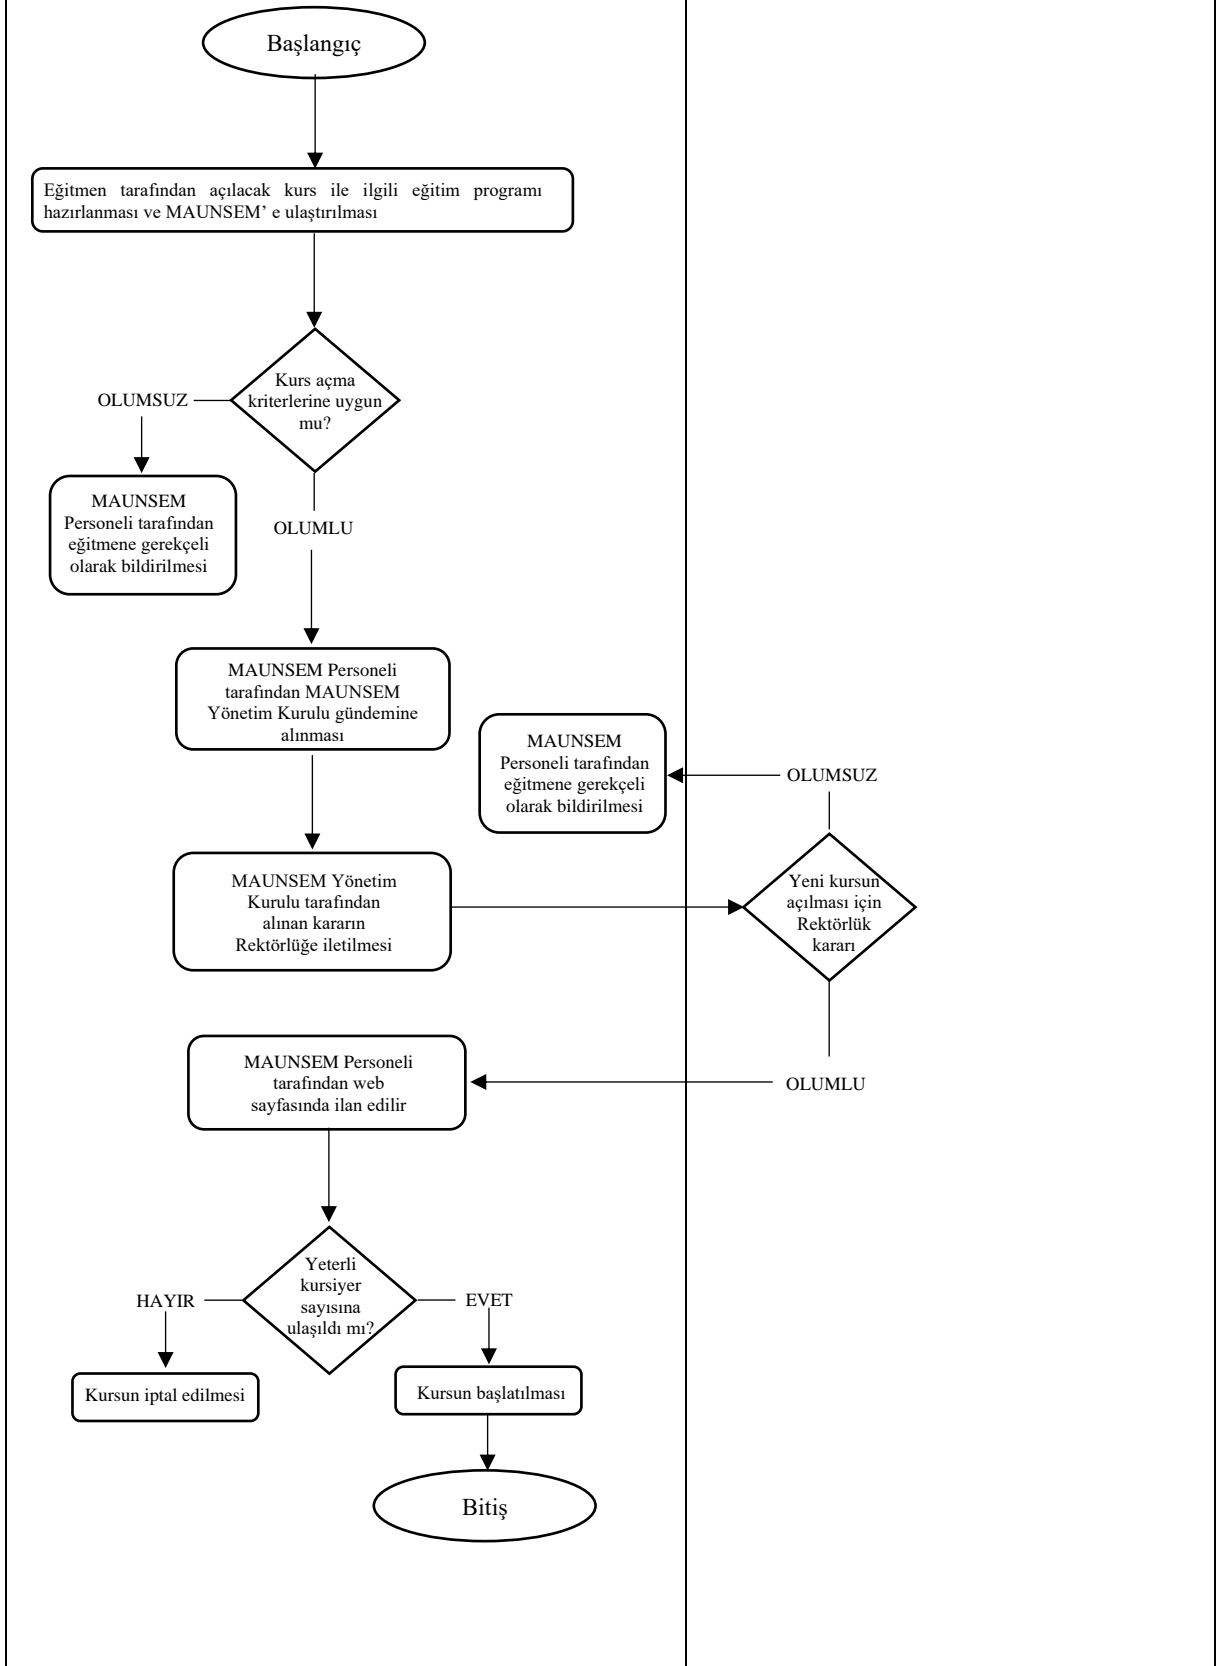 Başlangıç
Eğitmen tarafından açılacak kurs ile ilgili eğitim programı
hazırlanması ve MAUNSEM’ e ulaştırılması
Kurs açma
kriterlerine uygun
mu?
OLUMSUZ
MAUNSEM
Personeli tarafından
eğitmene gerekçeli
olarak bildirilmesi
OLUMLU
MAUNSEM Personeli
tarafından MAUNSEM
Yönetim Kurulu gündemine
alınması
MAUNSEM
Personeli tarafından
eğitmene gerekçeli
olarak bildirilmesi
OLUMSUZ
MAUNSEM Yönetim
Kurulu tarafından
alınan kararın
Rektörlüğe iletilmesi
Yeni kursun
açılması için
Rektörlük
kararı
MAUNSEM Personeli
tarafından web
sayfasında ilan edilir
OLUMLU
Yeterli
kursiyer
sayısına
ulaşıldı mı?
HAYIR
EVET
Kursun iptal edilmesi
Kursun başlatılması
Bitiş